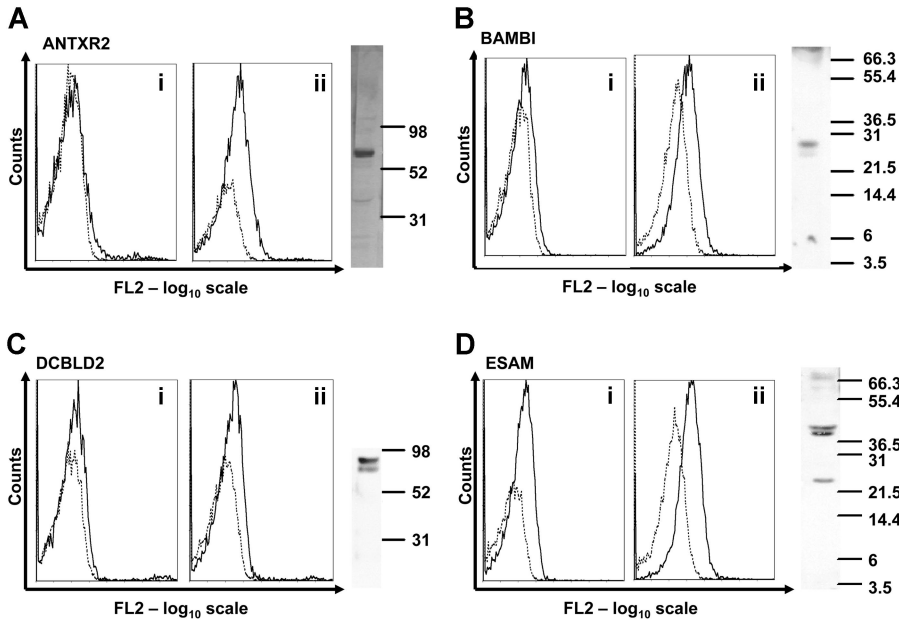 A
ANTXR2
i
ii
Counts
98
52
31
FL2 – log10 scale
B
BAMBI
i
ii
66.3
55.4
36.5
31
21.5
14.4
6
3.5
FL2 – log10 scale
C
DCBLD2
i
ii
Counts
98
52
31
FL2 – log10 scale
D
ESAM
i
ii
66.3
55.4
36.5
31
21.5
14.4
6
3.5
FL2 – log10 scale